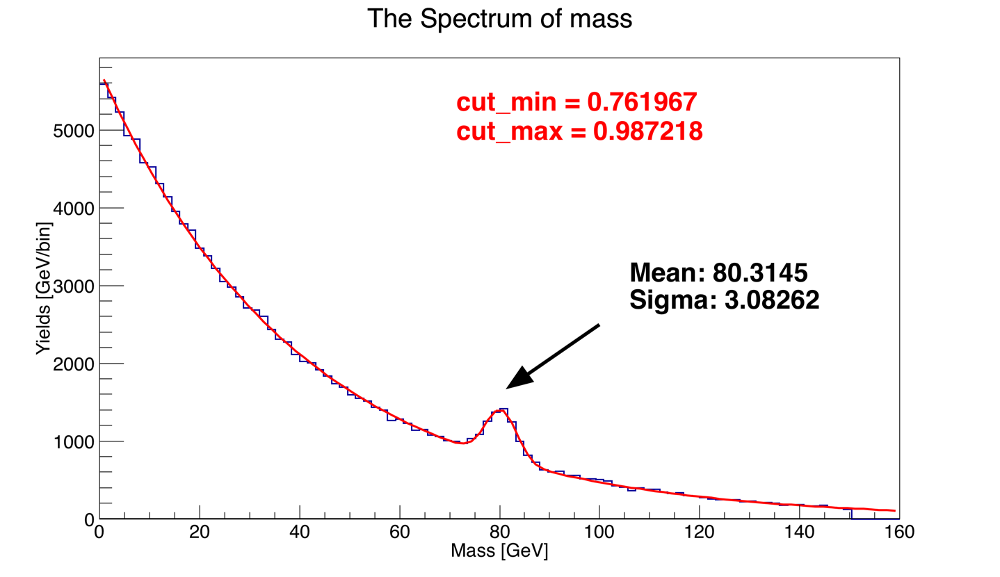 The Spectrum of mass
cut_min = 0.761967
cut_max = 0.987218
Mean: 80.3145
Sigma: 3.08262
Yields [GeV/bin]
5000
4000
3000
2000
1000
0
0 20 40 60 80 100 120 140 160
Mass [GeV]